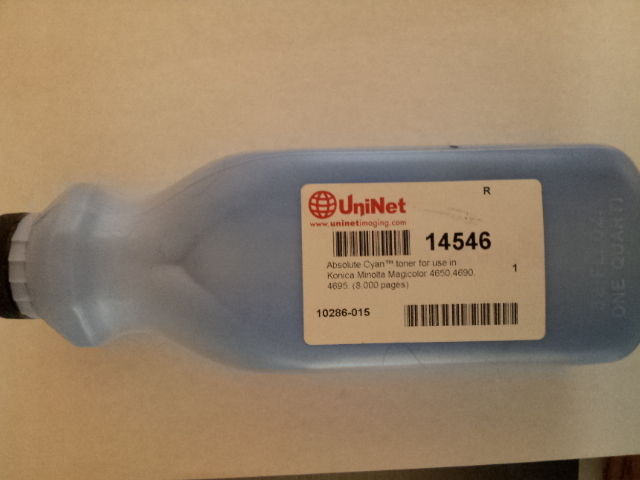 R
UniNet
www.uninetimaging.com
14546
Absolute Cyan™ toner for use in
Konica Minolta Magicolor 4650,4690,
4695. (8,000 pages)
1
10286-015
ONE QUART